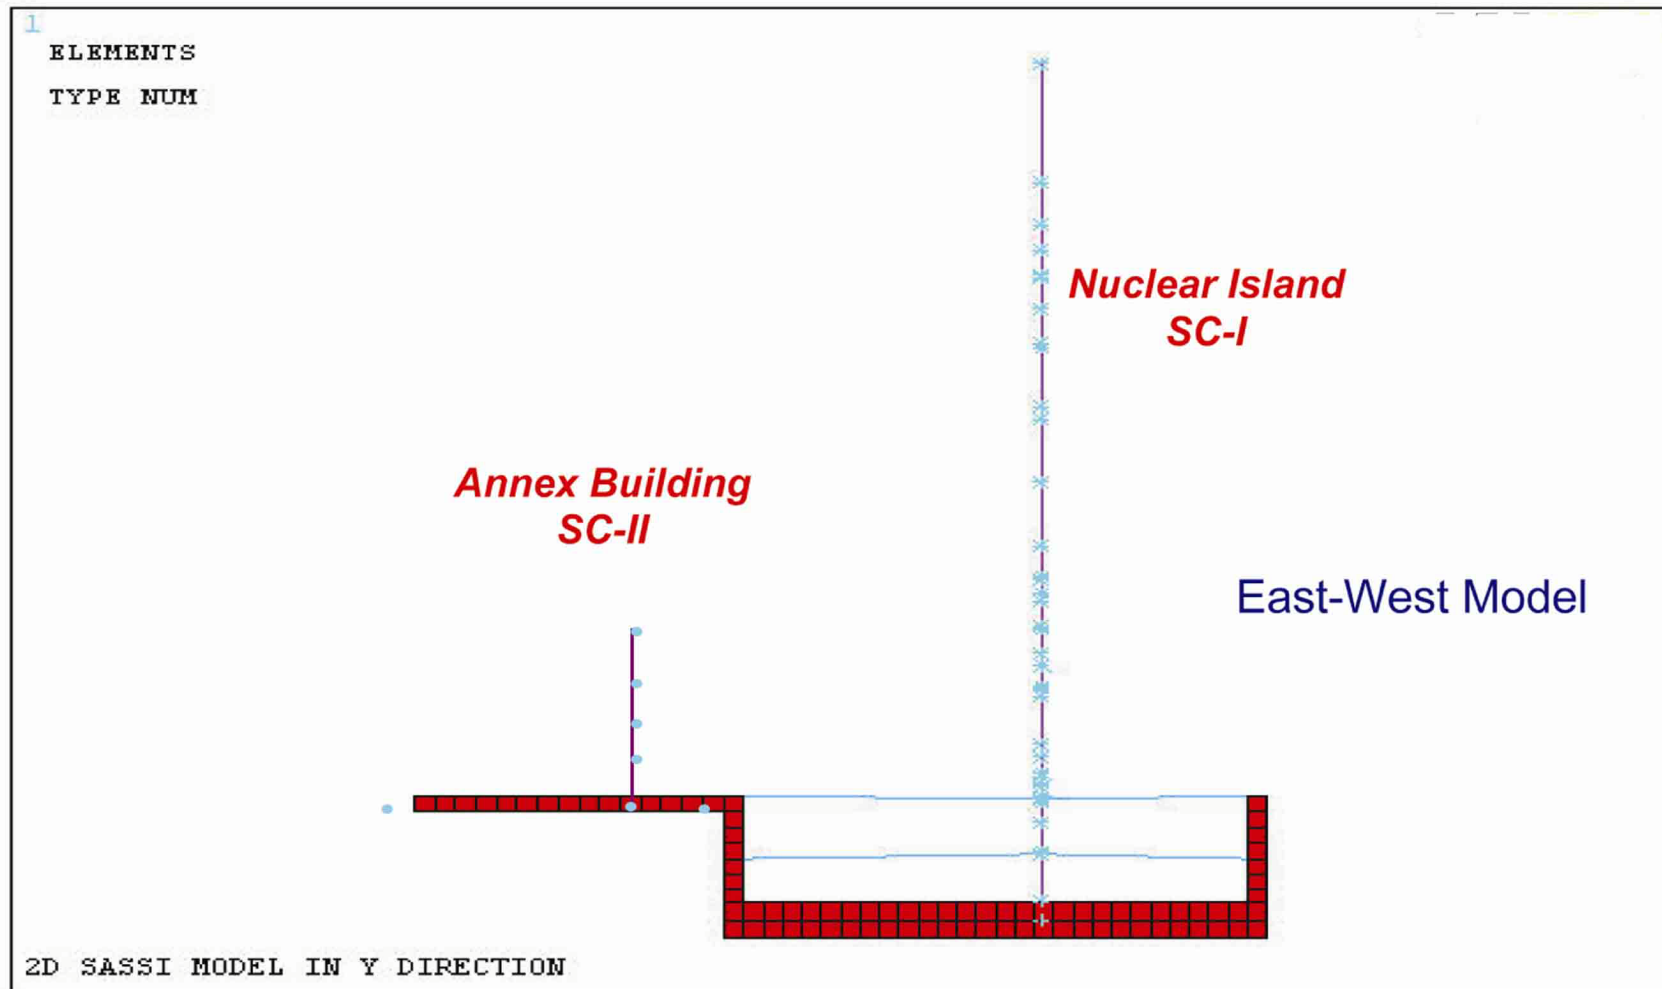 1
ELEMENTS
TYPE NUM
Nuclear Island
SC-I
Annex Building
SC-II
East-West Model
2D SASSI MODEL IN Y DIRECTION